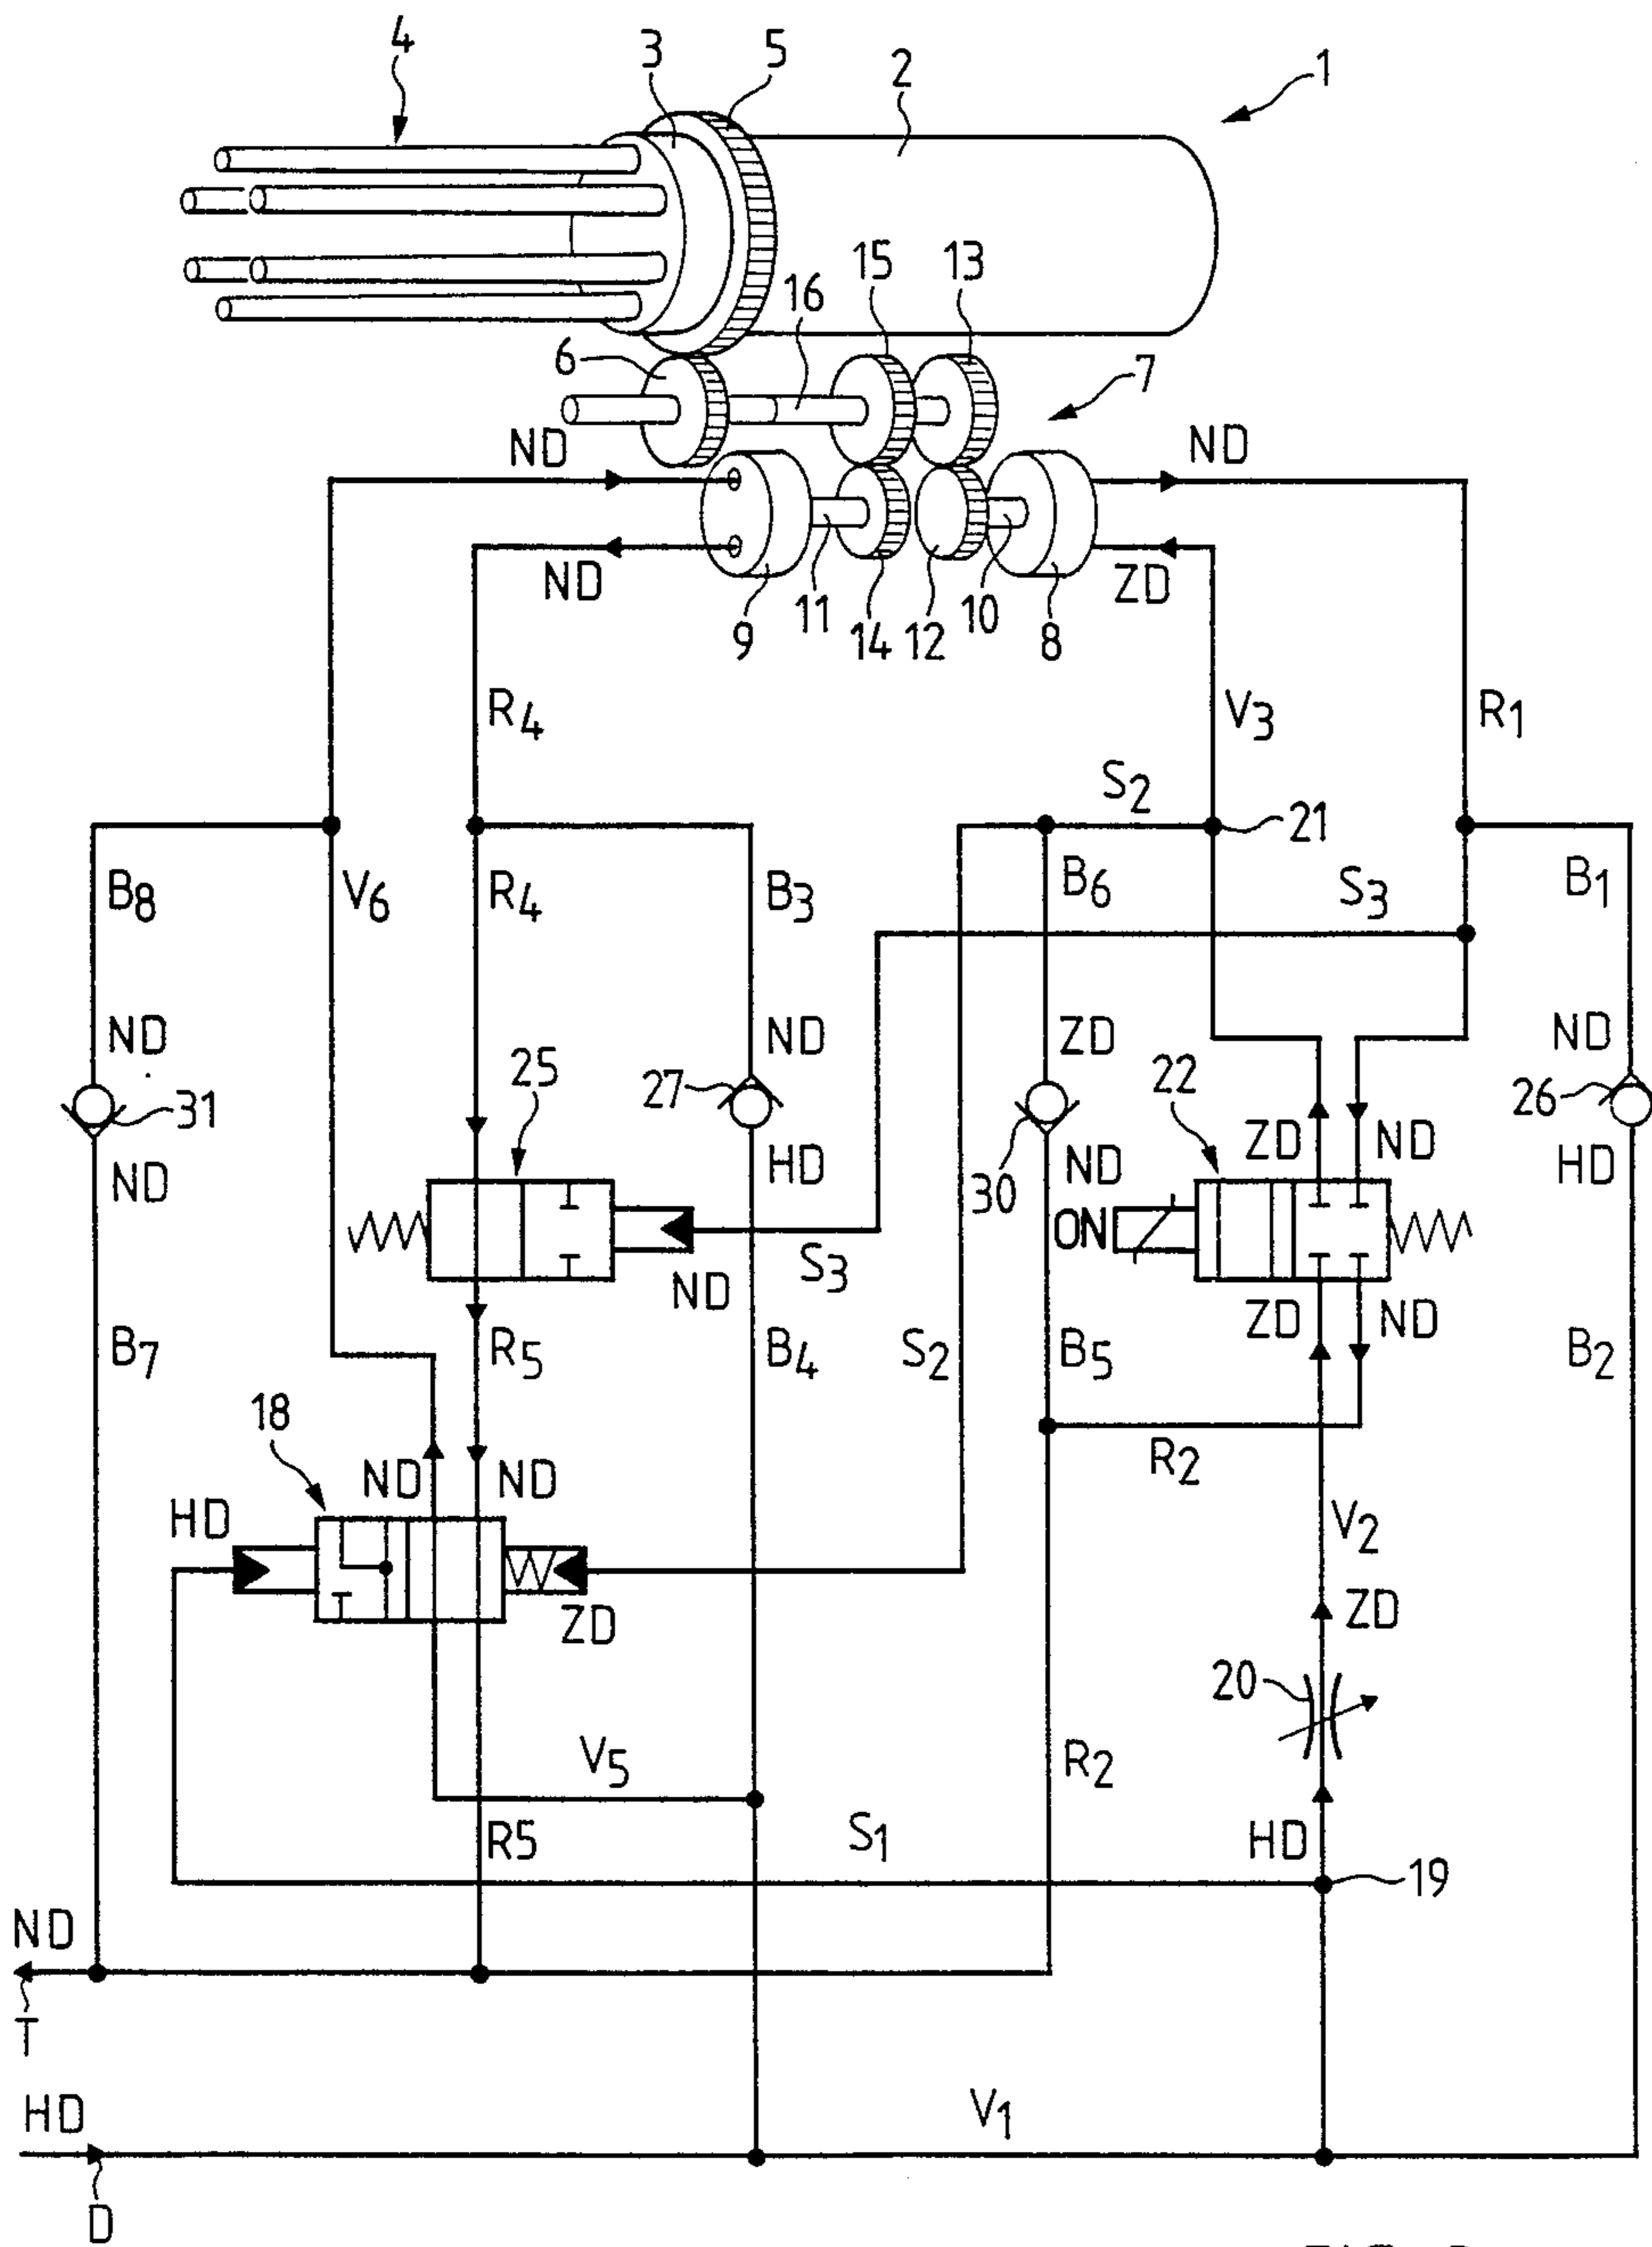 4
3
5
2
1
15
13
16
6
7
ND
ND
ND
ZD
9
11
14
12
10
8
R4
V3
R1
S2
21
B8
V6
R4
B3
B6
S3
B1
ND
25
ND
ZD
22
ND
31
27
26
ND
HD
30
ND
ZD
ND
HD
ON
S3
ND
ZD
ND
B7
R5
B4
S2
B5
B2
18
R2
HD
ND
ND
V2
ZD
ZD
20
V5
R2
R5
S1
HD
19
ND
T
HD
V1
D